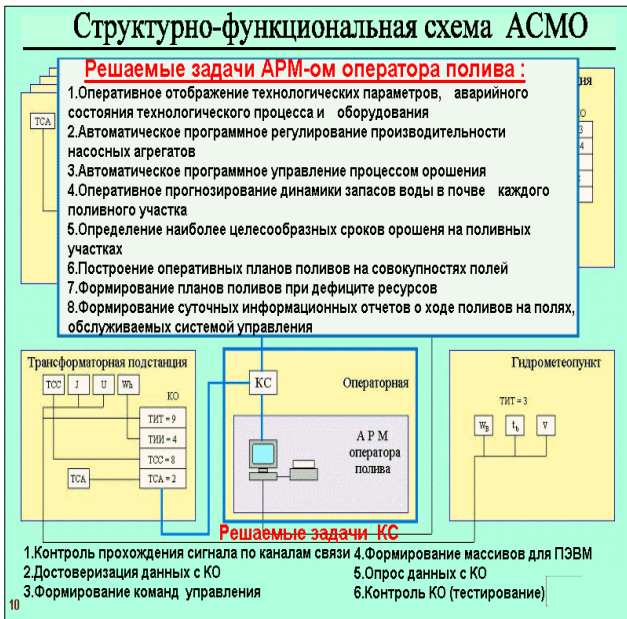 Структурно-функциональная схема АСМО
Решаемые задачи АРМ-ом оператора полива :
1.Оперативное отображение технологических параметров, аварийного
состояния технологического процесса и оборудования
2.Автоматическое программное регулирование производительности
насосных агрегатов
3.Автоматическое программное управление процессом орошения
4.Оперативное прогнозирование динамики запасов воды в почве каждого
поливного участка
5.Определение наиболее целесообразных сроков орошеня на поливных
участках
6.Построение оперативных планов поливов на совокупностях полей
7.Формирование планов поливов при дефиците ресурсов
8.Формирование суточных информационных отчетов о ходе поливов на полях,
обслуживаемых системой управления
ТСА
Трансформаторная подстанция
ТСС J U Wh
КО
ТИТ = 9
ТИИ = 4
ТСС = 8
ТСА = 2
ТСА
КС
Операторная
А Р М
оператора
полива
Гидрометеопункт
ТИТ = 3
WB tb V
Решаемые задачи КС
1.Контроль прохождения сигнала по каналам связи
2.Достоверизация данных с КО
3.Формирование команд управления
4.Формирование массивов для ПЭВМ
5.Опрос данных с КО
6.Контроль КО (тестирование)
10